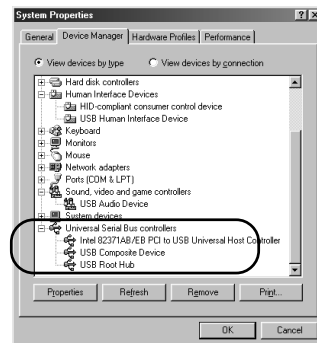 System Properties
General Device Manager Hardware Profiles Performance
View devices by type View devices by connection
Hard disk controllers
Human Interface Devices
HID-compliant consumer control device
USB Human Interface Device
Keyboard
Monitors
Mouse
Network adapters
Ports (COM & LPT)
Sound, video and game controllers
USB Audio Device
System devices
Universal Serial Bus controllers
Intel 82371AB/EB PCI to USB Universal Host Controller
USB Composite Device
USB Root Hub
Properties Refresh Remove Print...
OK Cancel